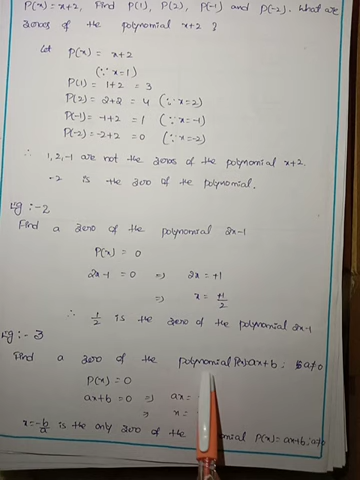 P(x) = x+2, Find P(1), P(2), P(-1) and P(-2). What are
zeroes of the polynomial x+2 ?
Let P(x) = x+2
(∵ x=1)
P(1) = 1+2 = 3
P(2) = 2+2 = 4 (∵ x=2)
P(-1) = -1+2 = 1 (∵ x=-1)
P(-2) = -2+2 = 0 (∵ x=-2)
∴ 1, 2, -1 are not the zeros of the polynomial x+2.
-2 is the zero of the polynomial.
Eg :- 2
Find a zero of the polynomial 2x-1
P(x) = 0
2x-1 = 0 => 2x = +1
=> x = +1/2
∴ 1/2 is the zero of the polynomial 2x-1
Eg :- 3
Find a zero of the polynomial P(x)=ax+b ; a≠0
P(x) = 0
ax+b = 0 => ax =
x =
x = -b/a is the only zero of the P(x) = ax+b ; a≠0